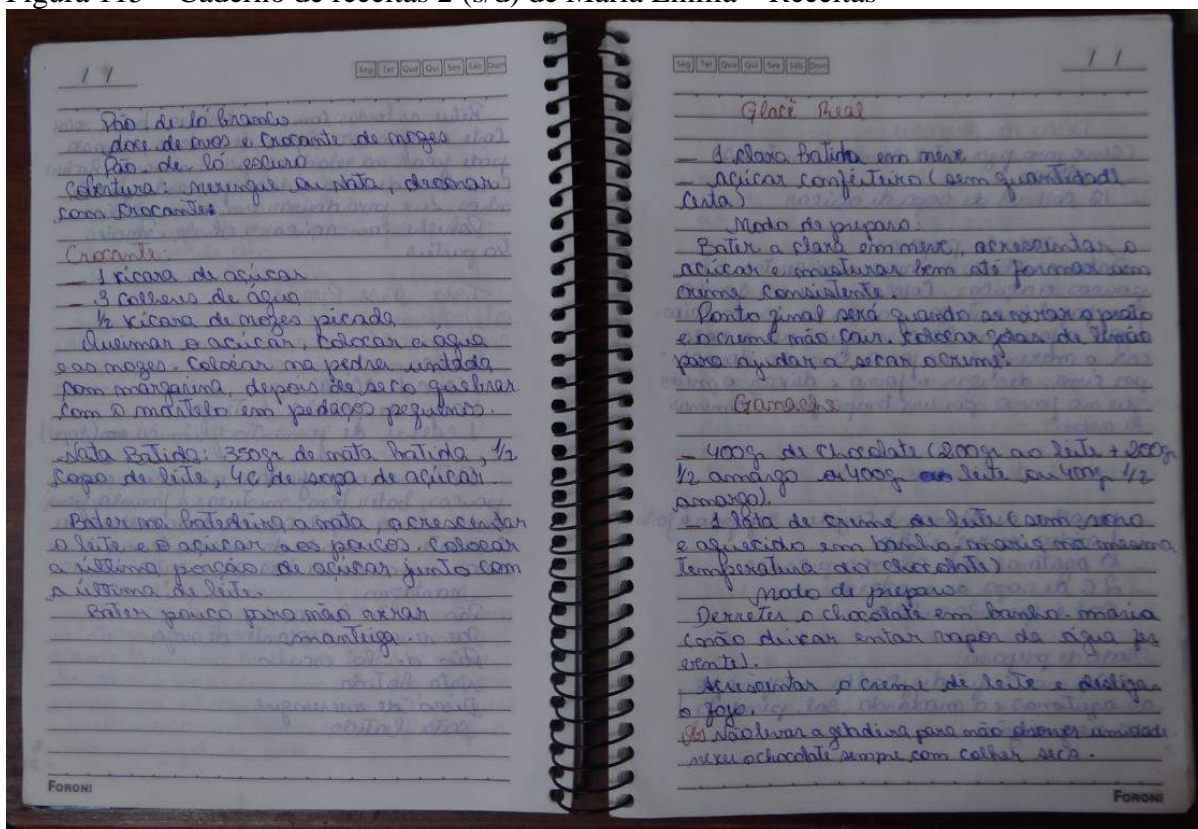 Figura 113 – Caderno de receitas 2 (s/d) de Maria Emilia – Receitas
/ /
Seg Ter Qua Qui Sex Sáb Dom
Pão de ló branco
doce de ovos e crocante de nozes
Pão de ló escuro
Cobertura: merengue ou nata, decorar
com crocantes
Crocante:
– 1 xícara de açúcar
– 3 colheres de água
½ xícara de nozes picada
Queimar o açúcar, colocar a água
e as nozes. Colocar na pedra untada
com margarina, depois de seco quebrar
com o martelo em pedaços pequenos.
Nata Batida: 350gr de nata batida, 1/2
copo de leite, 4c de sopa de açúcar.
Bater na batedeira a nata, acrescentar
o leite e o açúcar aos poucos. Colocar
a última porção de açúcar junto com
a última de leite.
Bater pouco para não virar
manteiga.
FORONI
Seg Ter Qua Qui Sex Sáb Dom
/ /
Glacê Real
– 1 clara batida em neve
– Açúcar confeiteiro (sem quantidade
certa)
Modo de preparo:
Bater a clara em neve, acrescentar o
açúcar e misturar bem até formar um
creme consistente.
Ponto final será quando se virar o prato
e o creme não cair. Colocar gotas de limão
para ajudar a secar o creme.
Ganache
– 400g de chocolate (200gr ao leite + 200g
1/2 amargo ou 400g ao leite ou 400g 1/2
amargo).
– 1 lata de creme de leite (sem soro
e aquecido em banho maria na mesma
temperatura do chocolate)
Modo de preparo
Derreter o chocolate em banho-maria
(não deixar entar vapor da água
Acrescentar o creme de leite e desliga
o fogo.
Obs Não levar a geladeira para não umidade
mexer o chocolate sempre com colher seca.
FORONI